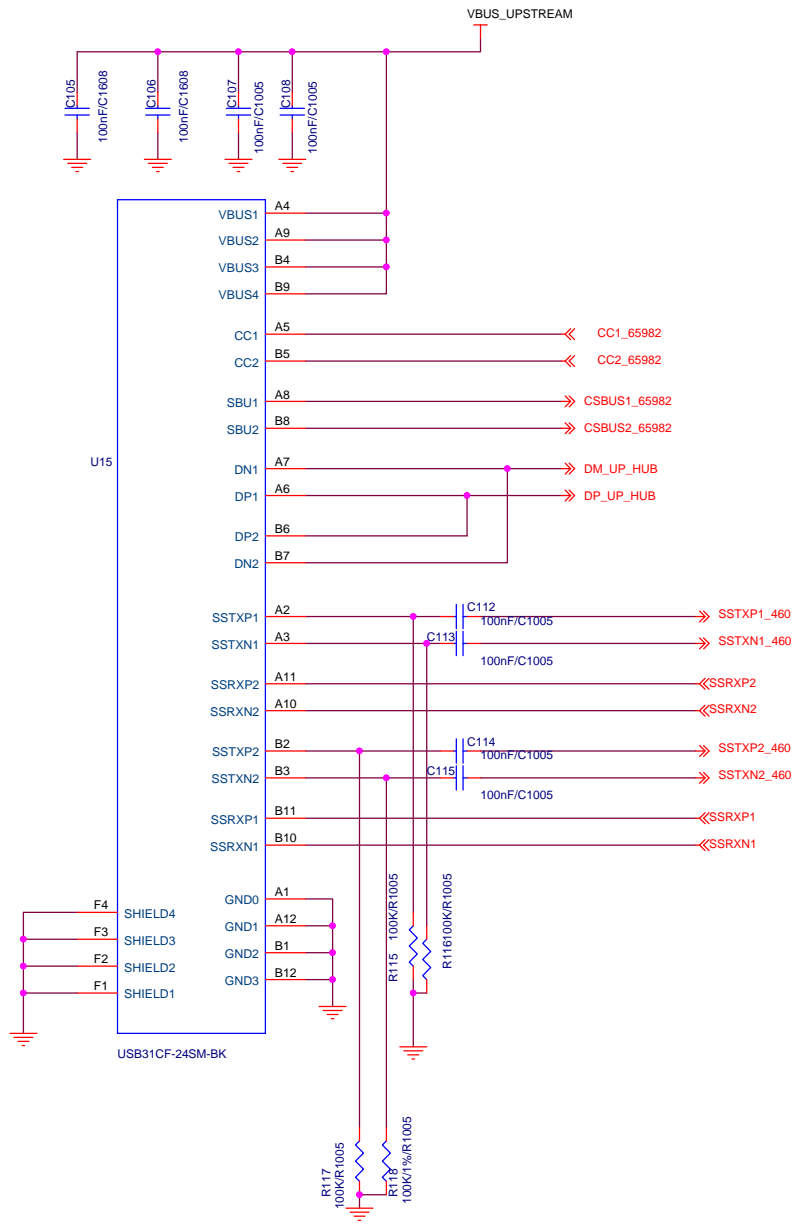 VBUS_UPSTREAM
C105
100nF/C1608
C106
100nF/C1608
C107
100nF/C1005
C108
100nF/C1005
U15
VBUS1 A4
VBUS2 A9
VBUS3 B4
VBUS4 B9
CC1 A5 CC1_65982
CC2 B5 CC2_65982
SBU1 A8 CSBUS1_65982
SBU2 B8 CSBUS2_65982
DN1 A7 DM_UP_HUB
DP1 A6 DP_UP_HUB
DP2 B6
DN2 B7
SSTXP1 A2 C112 100nF/C1005 SSTXP1_460
SSTXN1 A3 C113 100nF/C1005 SSTXN1_460
SSRXP2 A11 SSRXP2
SSRXN2 A10 SSRXN2
SSTXP2 B2 C114 100nF/C1005 SSTXP2_460
SSTXN2 B3 C115 100nF/C1005 SSTXN2_460
SSRXP1 B11 SSRXP1
SSRXN1 B10 SSRXN1
GND0 A1
GND1 A12
GND2 B1
GND3 B12
F4 SHIELD4
F3 SHIELD3
F2 SHIELD2
F1 SHIELD1
USB31CF-24SM-BK
R115 100K/R1005
R116 100K/R1005
R117
100K/R1005
R118
100K/1%/R1005